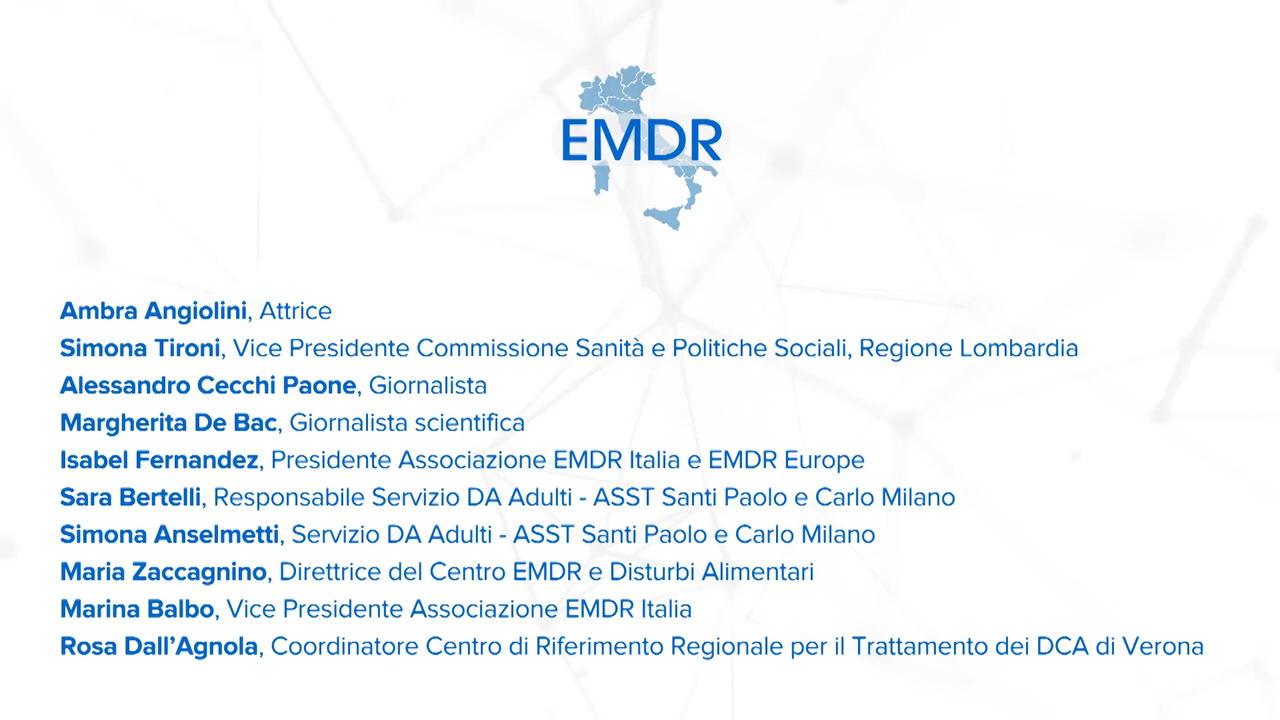 EMDR
Ambra Angiolini, Attrice
Simona Tironi, Vice Presidente Commissione Sanità e Politiche Sociali, Regione Lombardia
Alessandro Cecchi Paone, Giornalista
Margherita De Bac, Giornalista scientifica
Isabel Fernandez, Presidente Associazione EMDR Italia e EMDR Europe
Sara Bertelli, Responsabile Servizio DA Adulti - ASST Santi Paolo e Carlo Milano
Simona Anselmetti, Servizio DA Adulti - ASST Santi Paolo e Carlo Milano
Maria Zaccagnino, Direttrice del Centro EMDR e Disturbi Alimentari
Marina Balbo, Vice Presidente Associazione EMDR Italia
Rosa Dall’Agnola, Coordinatore Centro di Riferimento Regionale per il Trattamento dei DCA di Verona